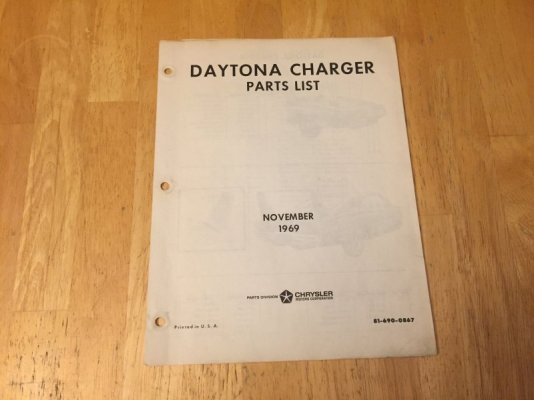 DAYTONA CHARGER
PARTS LIST
NOVEMBER
1969
PARTS DIVISION CHRYSLER
MOTORS CORPORATION
Printed in U. S. A.
81-690-0867